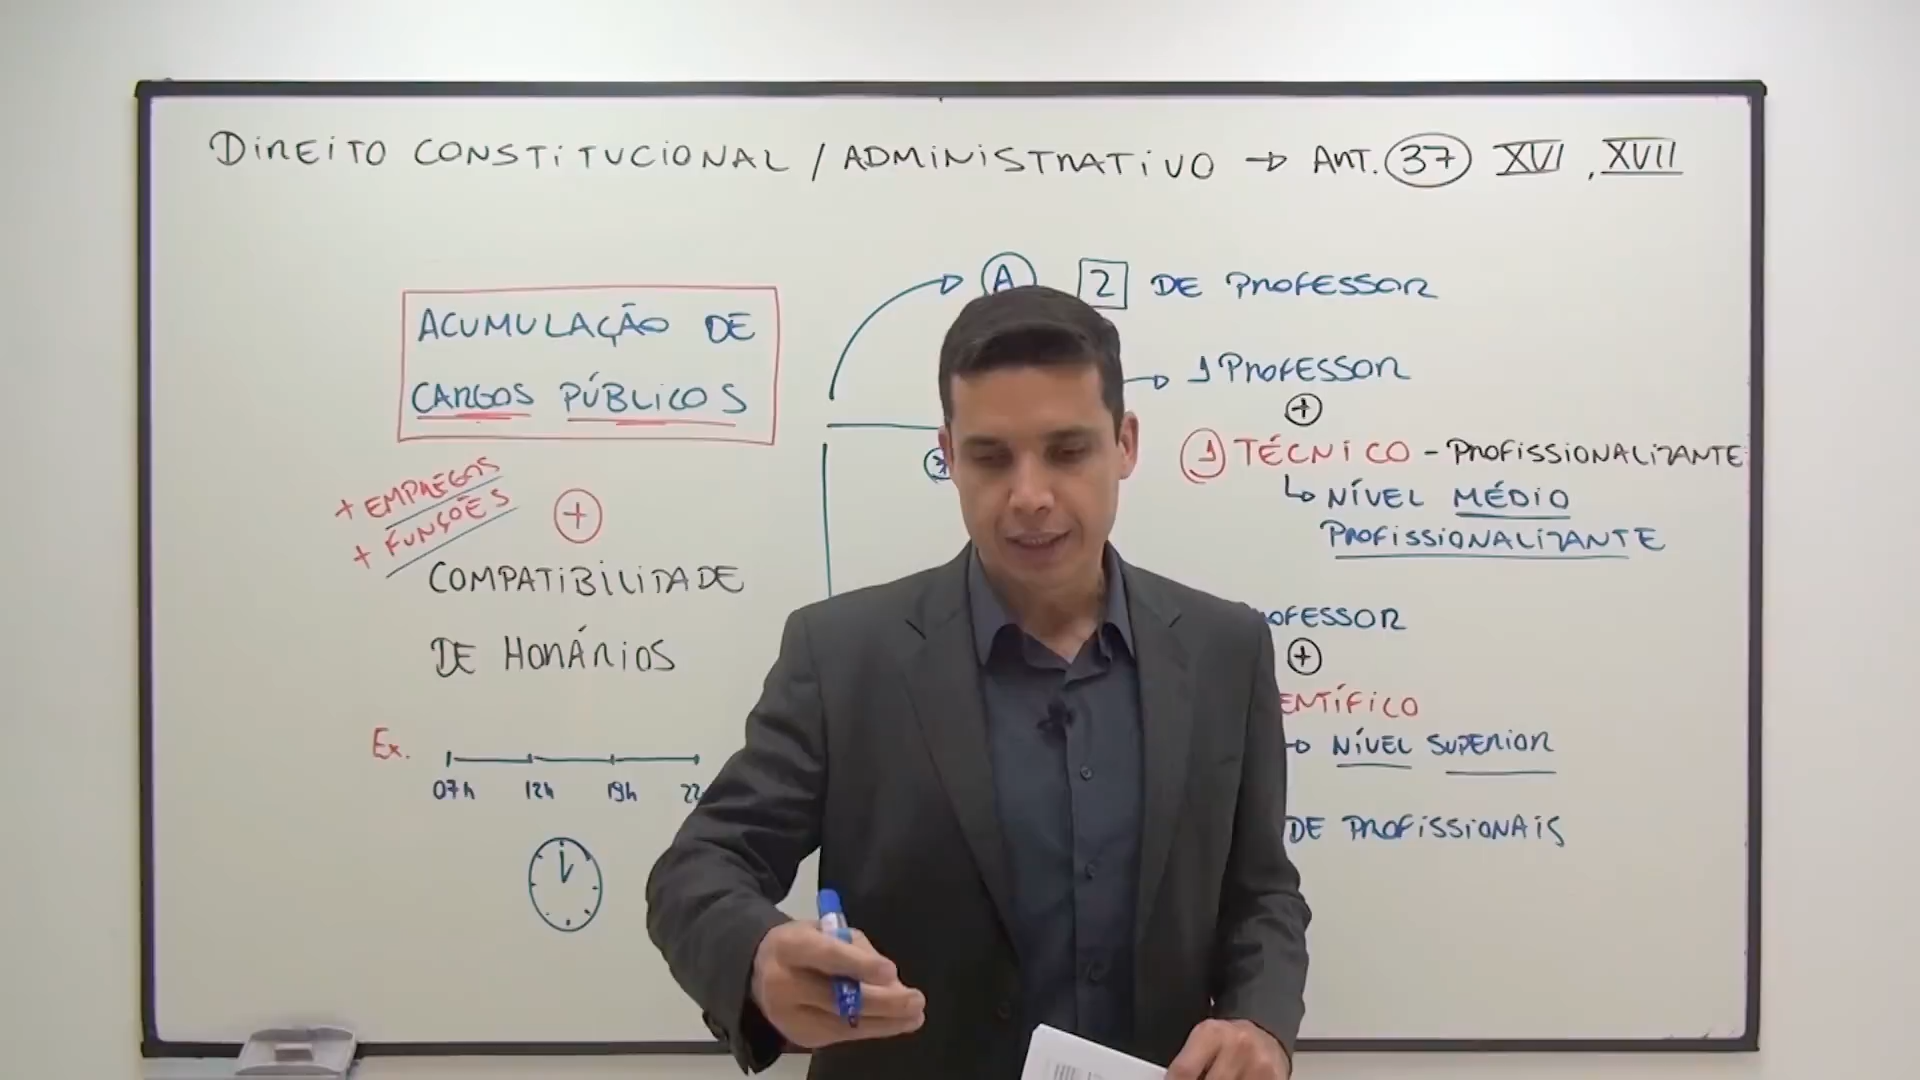 DIREITO CONSTITUCIONAL / ADMINISTRATIVO → ART. 37 XVI, XVII
ACUMULAÇÃO DE
CARGOS PÚBLICOS
+ EMPREGOS
+ FUNÇÕES
+
COMPATIBILIDADE
DE HORÁRIOS
Ex.
07h 12h 19h 22
A 2 DE PROFESSOR
→ 1 PROFESSOR
+
1 TÉCNICO - PROFISSIONALIZANTE
↳ NÍVEL MÉDIO
PROFISSIONALIZANTE
OFESSOR
+
ENTÍFICO
→ NÍVEL SUPERIOR
DE PROFISSIONAIS